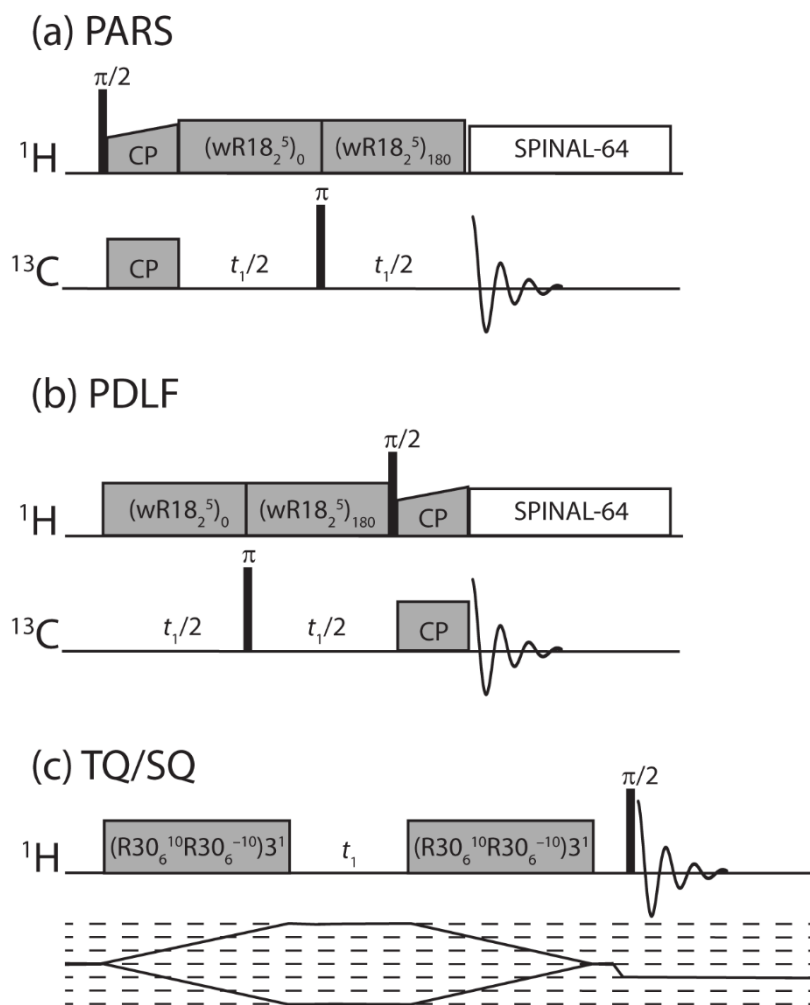 (a) PARS
π/2
¹H CP (wR18₂⁵)₀ (wR18₂⁵)₁₈₀ SPINAL-64
π
¹³C CP t₁/2 t₁/2
(b) PDLF
π/2
¹H (wR18₂⁵)₀ (wR18₂⁵)₁₈₀ CP SPINAL-64
π
¹³C t₁/2 t₁/2 CP
(c) TQ/SQ
π/2
¹H (R30₆¹⁰R30₆⁻¹⁰)3¹ t₁ (R30₆¹⁰R30₆⁻¹⁰)3¹